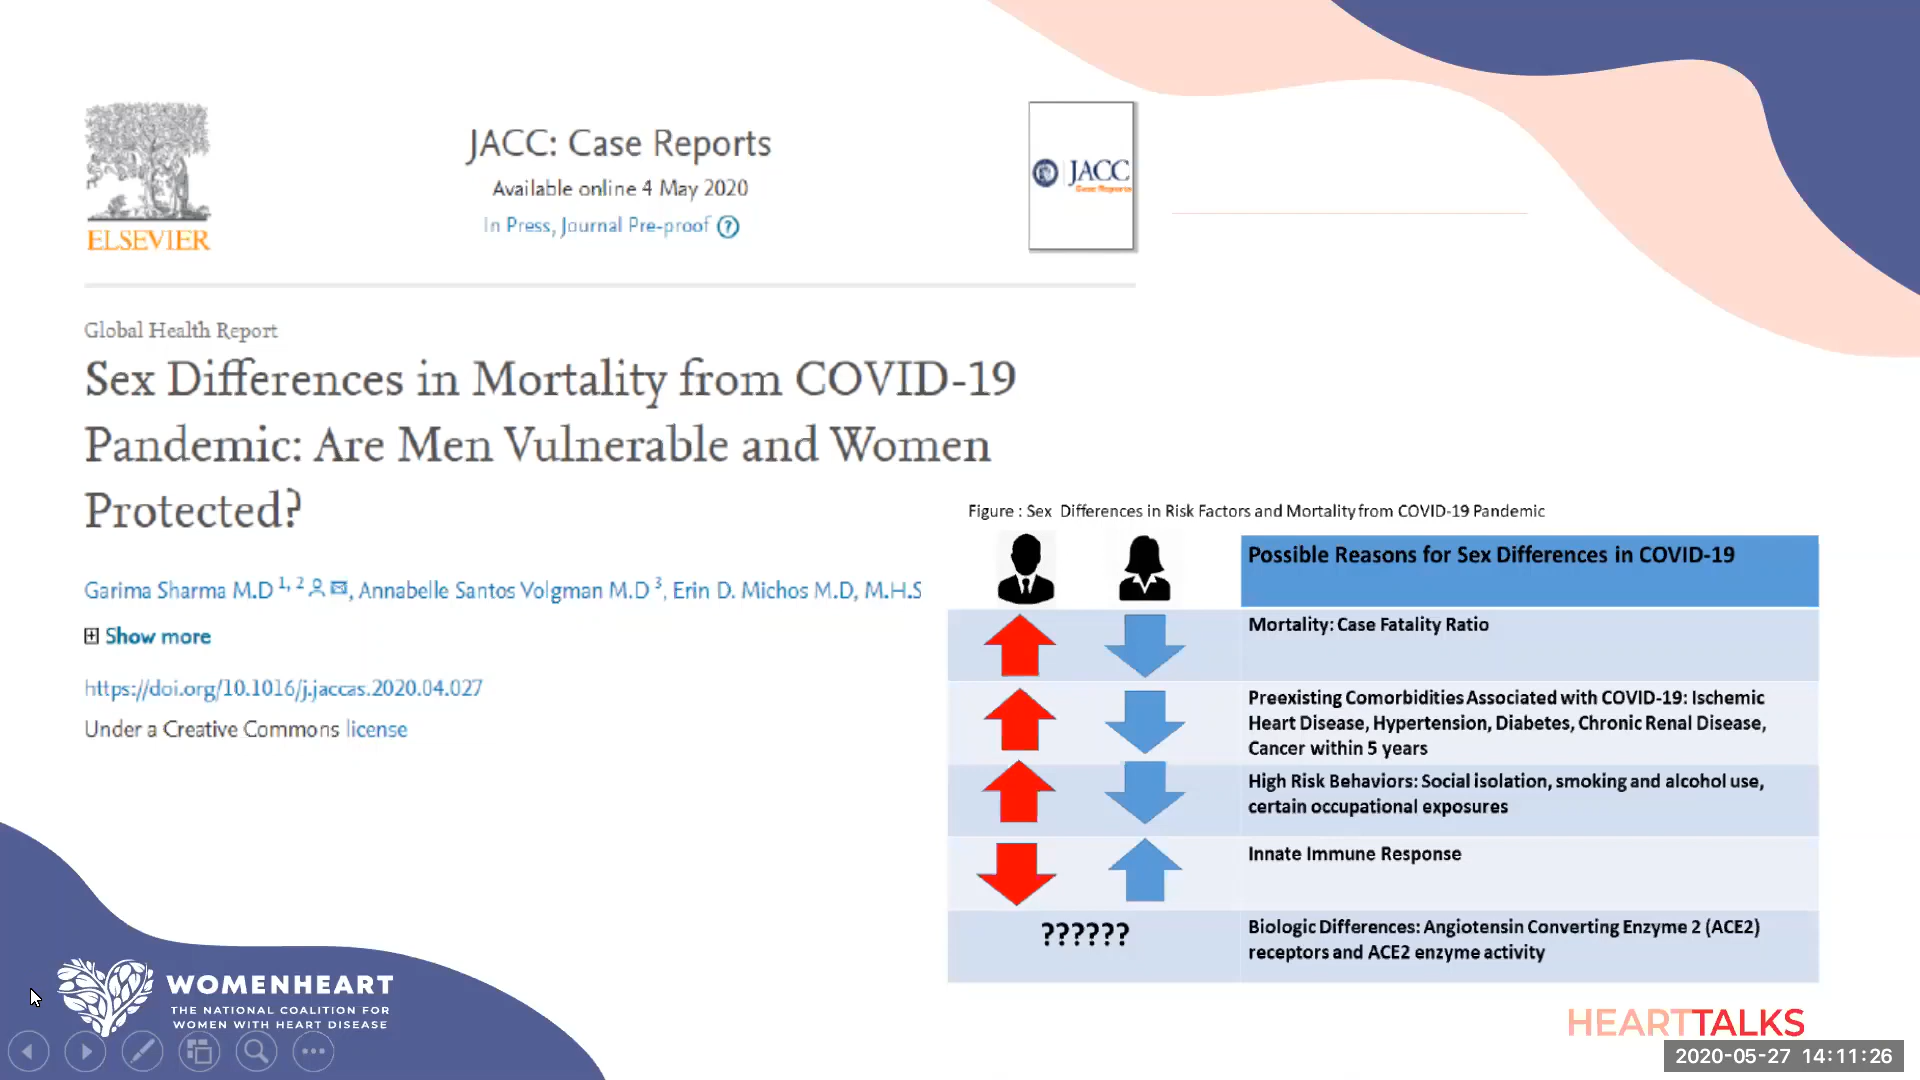 ELSEVIER
JACC: Case Reports
Available online 4 May 2020
In Press, Journal Pre-proof ?
JACC
Case Reports
Global Health Report
Sex Differences in Mortality from COVID-19
Pandemic: Are Men Vulnerable and Women
Protected?
Garima Sharma M.D 1, 2 , Annabelle Santos Volgman M.D 3, Erin D. Michos M.D, M.H.S
Show more
https://doi.org/10.1016/j.jaccas.2020.04.027
Under a Creative Commons license
Figure : Sex Differences in Risk Factors and Mortality from COVID-19 Pandemic
Possible Reasons for Sex Differences in COVID-19
Mortality: Case Fatality Ratio
Preexisting Comorbidities Associated with COVID-19: Ischemic
Heart Disease, Hypertension, Diabetes, Chronic Renal Disease,
Cancer within 5 years
High Risk Behaviors: Social isolation, smoking and alcohol use,
certain occupational exposures
Innate Immune Response
??????
Biologic Differences: Angiotensin Converting Enzyme 2 (ACE2)
receptors and ACE2 enzyme activity
WOMENHEART
THE NATIONAL COALITION FOR
WOMEN WITH HEART DISEASE
HEARTTALKS
2020-05-27 14:11:26